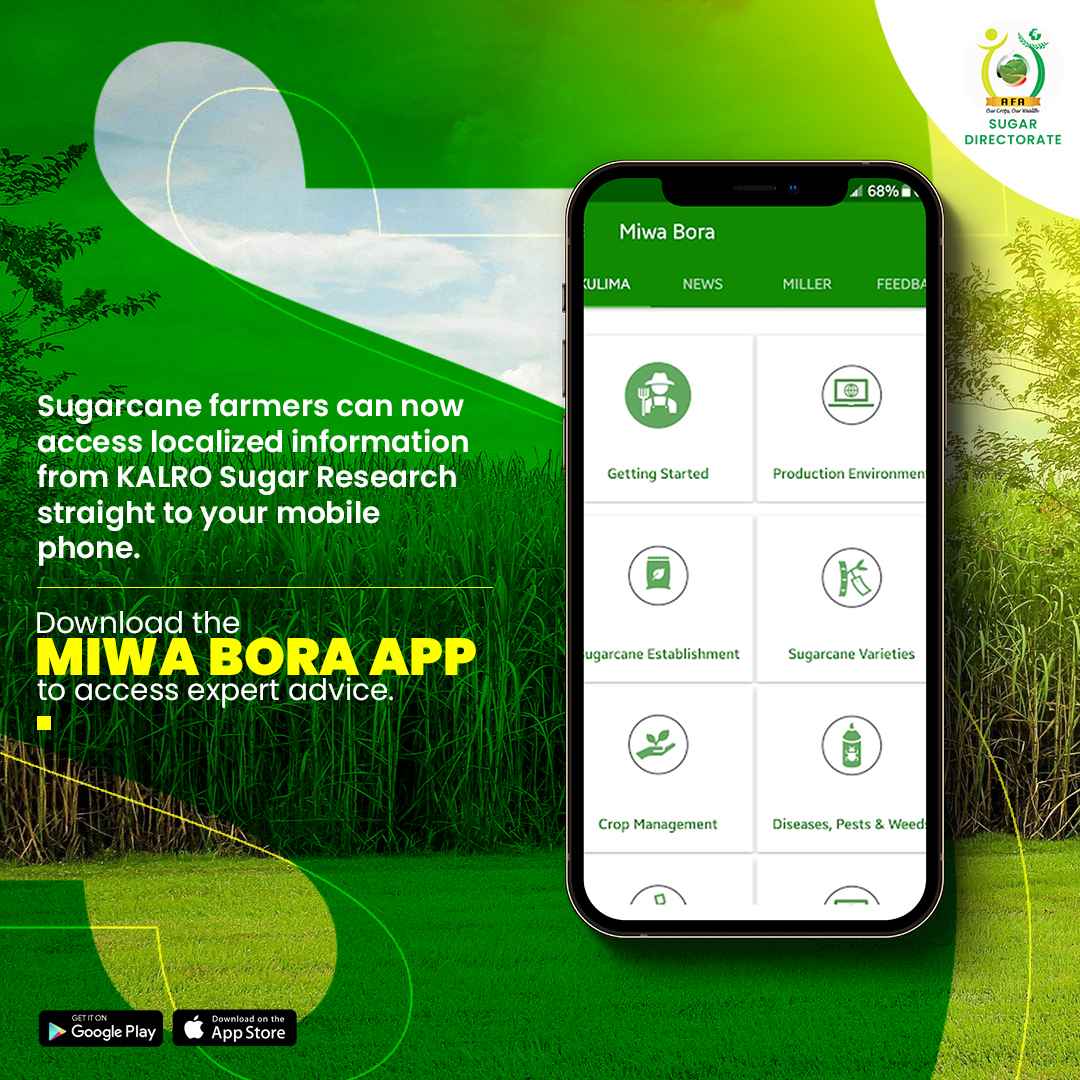 AFA
Our Crops, Our Wealth
SUGAR
DIRECTORATE
68%
Miwa Bora
KULIMA NEWS MILLER FEEDBA
Getting Started
Production Environmen
ugarcane Establishment
Sugarcane Varieties
Crop Management
Diseases, Pests & Weeds
Sugarcane farmers can now
access localized information
from KALRO Sugar Research
straight to your mobile
phone.
Download the
MIWA BORA APP
to access expert advice.
GET IT ON
Google Play
Download on the
App Store